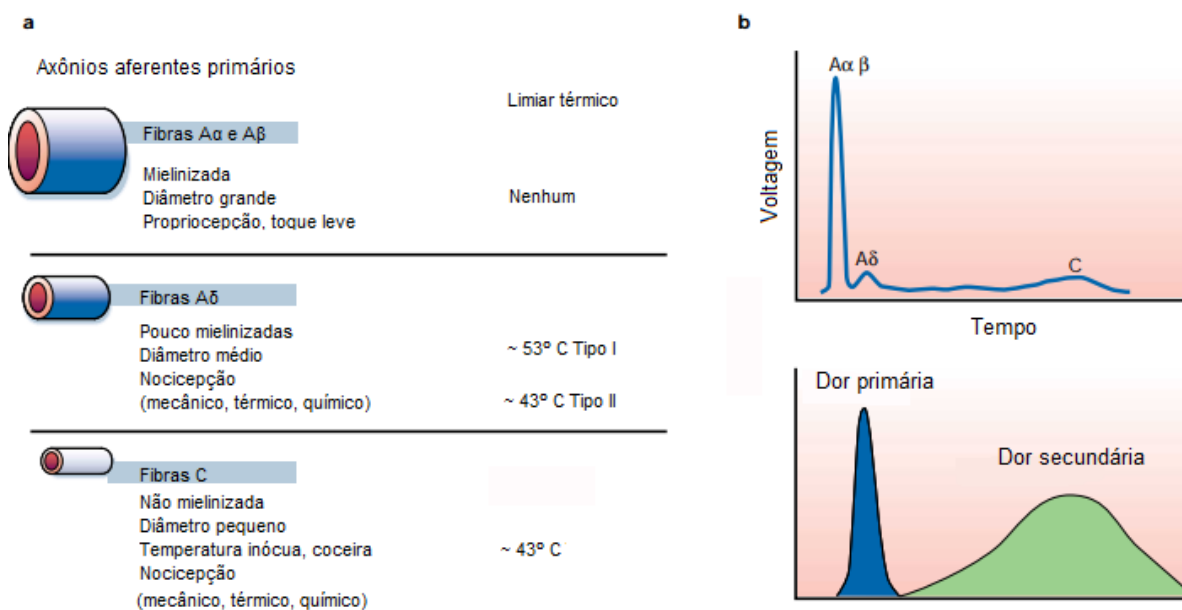 a
Axônios aferentes primários
Limiar térmico
Fibras Aα e Aβ
Mielinizada
Diâmetro grande
Propriocepção, toque leve
Nenhum
Fibras Aδ
Pouco mielinizadas
Diâmetro médio
Nocicepção
(mecânico, térmico, químico)
~ 53º C Tipo I
~ 43º C Tipo II
Fibras C
Não mielinizada
Diâmetro pequeno
Temperatura inócua, coceira
Nocicepção
(mecânico, térmico, químico)
~ 43º C
b
Aα β
Aδ
C
Voltagem
Tempo
Dor primária
Dor secundária